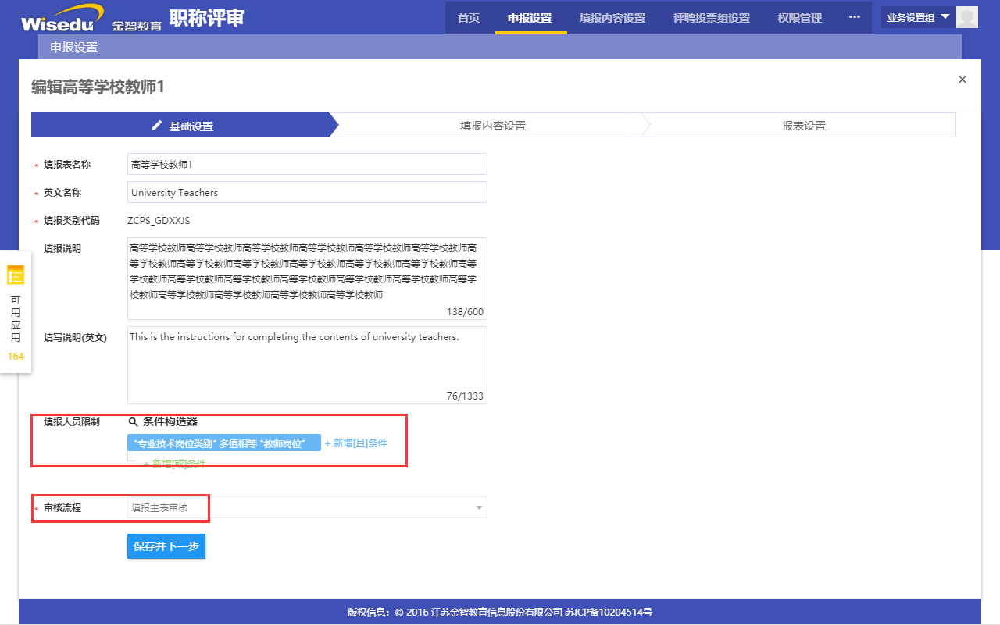 Wisedu 金智教育 职称评审
首页 申报设置 填报内容设置 评聘投票组设置 权限管理 ··· 业务设置组
申报设置
编辑高等学校教师1 ×
基础设置 填报内容设置 报表设置
* 填报表名称 高等学校教师1
* 英文名称 University Teachers
* 填报类别代码 ZCPS_GDXXJS
填报说明
高等学校教师高等学校教师高等学校教师高等学校教师高等学校教师高等学校教师高
等学校教师高等学校教师高等学校教师高等学校教师高等学校教师高等学校教师高等
学校教师高等学校教师高等学校教师高等学校教师高等学校教师高等学校教师高等学
校教师高等学校教师高等学校教师高等学校教师高等学校教师
138/600
填写说明(英文)
This is the instructions for completing the contents of university teachers.
76/1333
填报人员限制 条件构造器
"专业技术岗位类别" 多值相等 "教师岗位" + 新增[且]条件
+ 新增[或]条件
* 审核流程 填报主表审核
保存并下一步
可
用
应
用
164
版权信息：© 2016 江苏金智教育信息股份有限公司 苏ICP备10204514号